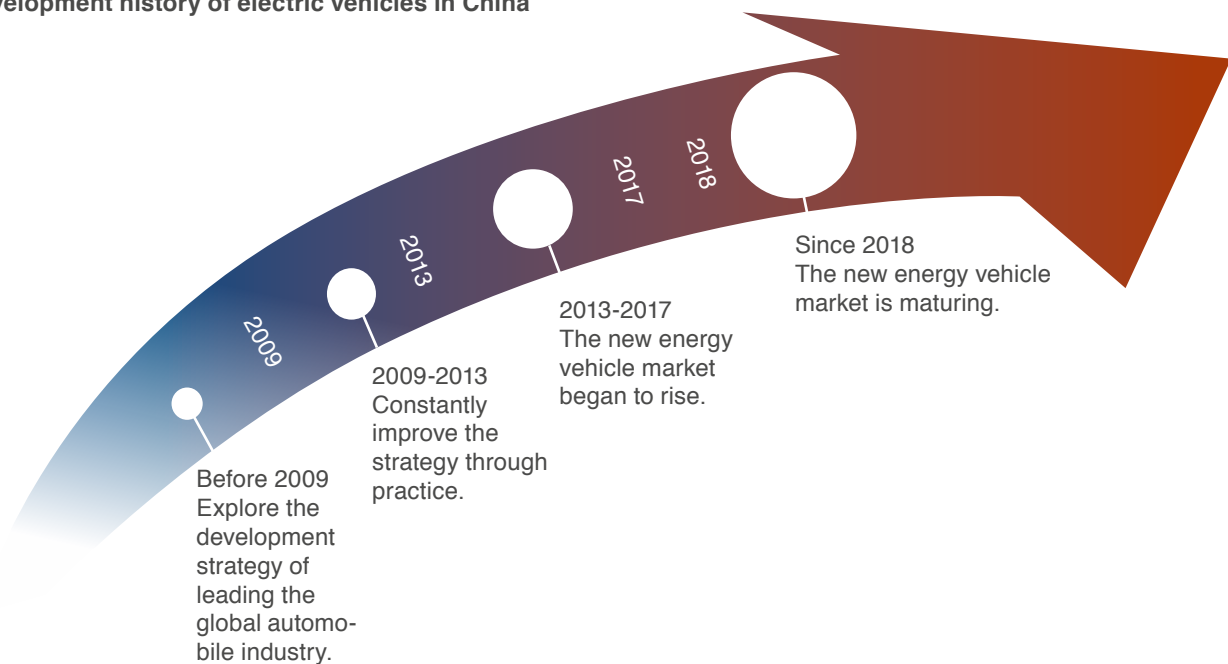 velopment history of electric vehicles in China
2009
2013
2017
2018
Before 2009
Explore the
development
strategy of
leading the
global automo-
bile industry.
2009-2013
Constantly
improve the
strategy through
practice.
2013-2017
The new energy
vehicle market
began to rise.
Since 2018
The new energy vehicle
market is maturing.